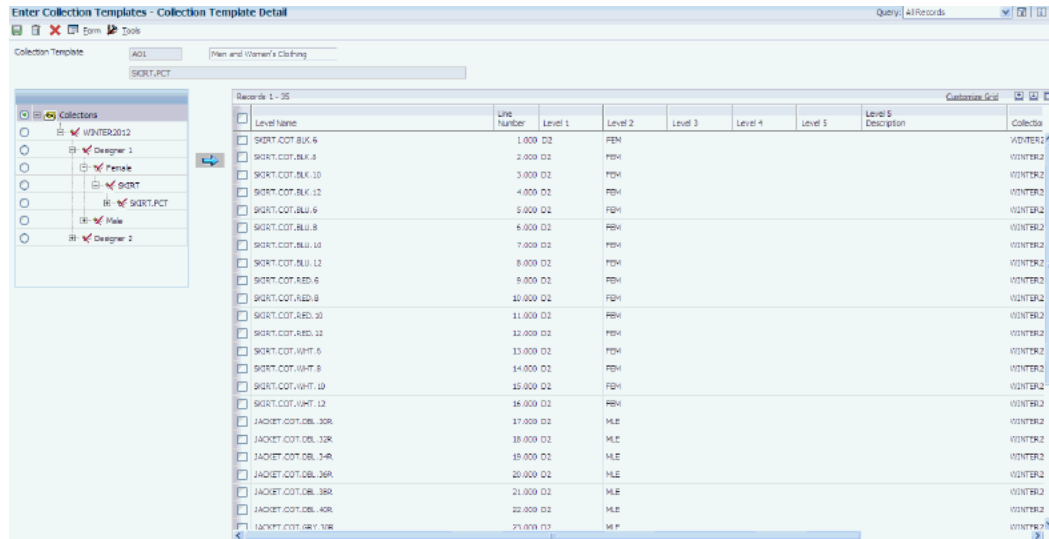 Enter Collection Templates - Collection Template Detail
Query: All Records
Form Tools
Collection Template A01 Men and Women's Clothing
SKIRT.PCT
Collections
WINTER2012
Designer 1
Female
SKIRT
SKIRT.PCT
Male
Designer 2
Records 1 - 35 Customize Grid
Level Name Line Number Level 1 Level 2 Level 3 Level 4 Level 5 Level 5 Description Collectio
SKIRT.COT.BLK.6 1.000 D2 FEM WINTER2
SKIRT.COT.BLK.8 2.000 D2 FEM WINTER2
SKIRT.COT.BLK.10 3.000 D2 FEM WINTER2
SKIRT.COT.BLK.12 4.000 D2 FEM WINTER2
SKIRT.COT.BLU.6 5.000 D2 FEM WINTER2
SKIRT.COT.BLU.8 6.000 D2 FEM WINTER2
SKIRT.COT.BLU.10 7.000 D2 FEM WINTER2
SKIRT.COT.BLU.12 8.000 D2 FEM WINTER2
SKIRT.COT.RED.6 9.000 D2 FEM WINTER2
SKIRT.COT.RED.8 10.000 D2 FEM WINTER2
SKIRT.COT.RED.10 11.000 D2 FEM WINTER2
SKIRT.COT.RED.12 12.000 D2 FEM WINTER2
SKIRT.COT.WHT.6 13.000 D2 FEM WINTER2
SKIRT.COT.WHT.8 14.000 D2 FEM WINTER2
SKIRT.COT.WHT.10 15.000 D2 FEM WINTER2
SKIRT.COT.WHT.12 16.000 D2 FEM WINTER2
JACKET.COT.DBL.30R 17.000 D2 MLE WINTER2
JACKET.COT.DBL.32R 18.000 D2 MLE WINTER2
JACKET.COT.DBL.34R 19.000 D2 MLE WINTER2
JACKET.COT.DBL.36R 20.000 D2 MLE WINTER2
JACKET.COT.DBL.38R 21.000 D2 MLE WINTER2
JACKET.COT.DBL.40R 22.000 D2 MLE WINTER2
JACKET.COT.GRY.30R 23.000 D2 MLE WINTER2